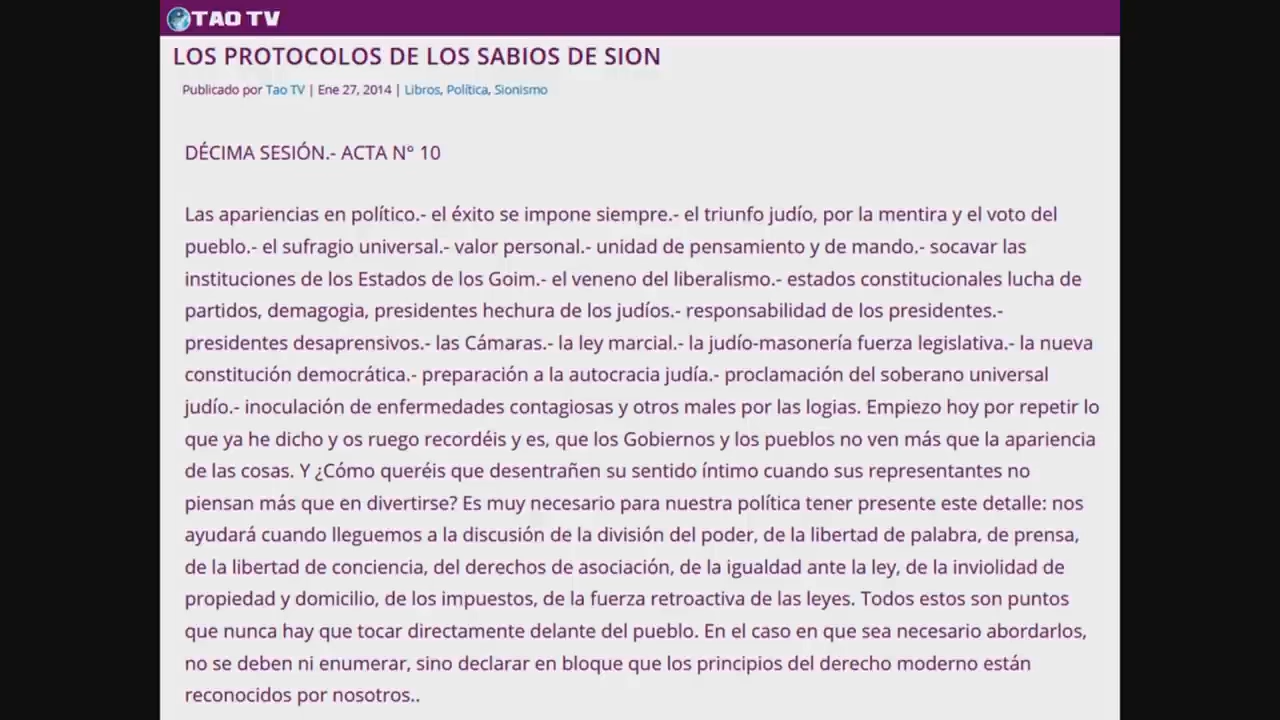 TAO TV
LOS PROTOCOLOS DE LOS SABIOS DE SION
Publicado por Tao TV | Ene 27, 2014 | Libros, Política, Sionismo
DÉCIMA SESIÓN.- ACTA N° 10
Las apariencias en político.- el éxito se impone siempre.- el triunfo judío, por la mentira y el voto del
pueblo.- el sufragio universal.- valor personal.- unidad de pensamiento y de mando.- socavar las
instituciones de los Estados de los Goim.- el veneno del liberalismo.- estados constitucionales lucha de
partidos, demagogia, presidentes hechura de los judíos.- responsabilidad de los presidentes.-
presidentes desaprensivos.- las Cámaras.- la ley marcial.- la judío-masonería fuerza legislativa.- la nueva
constitución democrática.- preparación a la autocracia judía.- proclamación del soberano universal
judío.- inoculación de enfermedades contagiosas y otros males por las logias. Empiezo hoy por repetir lo
que ya he dicho y os ruego recordéis y es, que los Gobiernos y los pueblos no ven más que la apariencia
de las cosas. Y ¿Cómo queréis que desentrañen su sentido íntimo cuando sus representantes no
piensan más que en divertirse? Es muy necesario para nuestra política tener presente este detalle: nos
ayudará cuando lleguemos a la discusión de la división del poder, de la libertad de palabra, de prensa,
de la libertad de conciencia, del derechos de asociación, de la igualdad ante la ley, de la inviolidad de
propiedad y domicilio, de los impuestos, de la fuerza retroactiva de las leyes. Todos estos son puntos
que nunca hay que tocar directamente delante del pueblo. En el caso en que sea necesario abordarlos,
no se deben ni enumerar, sino declarar en bloque que los principios del derecho moderno están
reconocidos por nosotros..